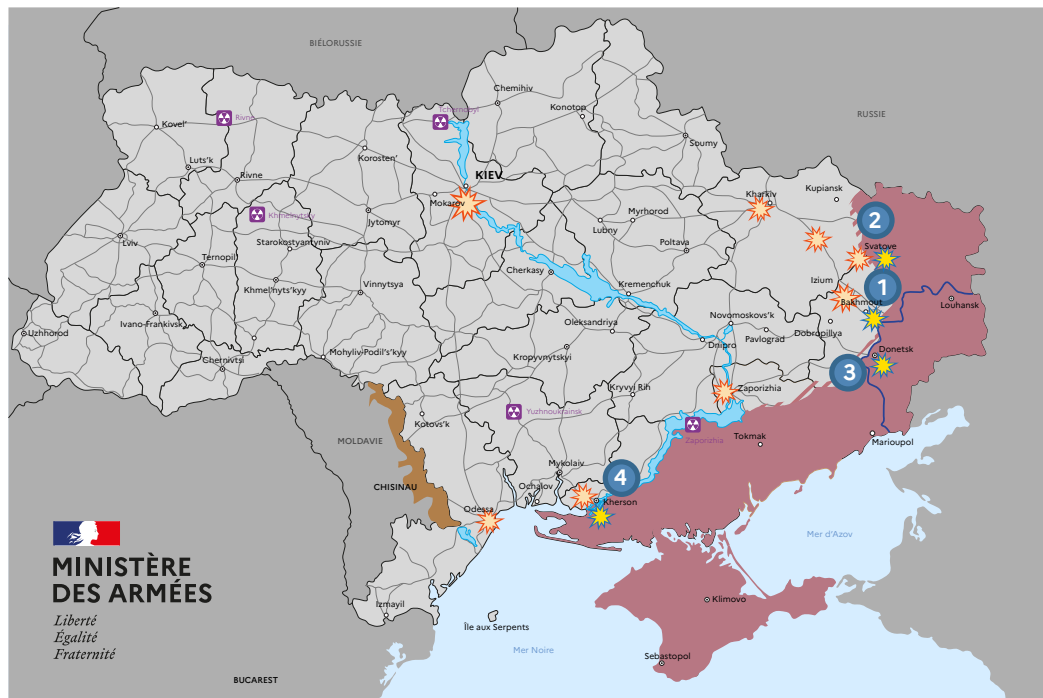 BIÉLORUSSIE
RUSSIE
Chernihiv
Konotop
Tchernobyl
Rivne
Kovel'
Soumy
Luts'k
Korosten'
Rivne
KIEV
Mokarov
Kharkiv
Kupiansk
2
Khmelnytsky
Jytomyr
Myrhorod
Lubny
Poltava
Svatove
Lviv
Starokostyantyniv
Ternopil
Cherkasy
Izium
1
Khmel'nyts'kyy
Vinnytsya
Kremenchuk
Bakhmout
Louhansk
Ivano-Frankivsk
Novomoskovs'k
Oleksandriya
Pavlograd
Dobropillya
Uzhhorod
Dnipro
Donetsk
Chernivtsi
Mohyliv-Podil's'kyy
Kropyvnytskyi
3
Kryvyi Rih
Zaporizhia
Yuzhnoukrainsk
Kotovs'k
Zaporizhia
Tokmak
MOLDAVIE
Marioupol
Mykolaiv
4
CHISINAU
Ochalov
Kherson
Odessa
Mer d'Azov
MINISTÈRE
DES ARMÉES
Liberté
Égalité
Fraternité
Izmayil
Klimovo
Île aux Serpents
Mer Noire
Sebastopol
BUCAREST